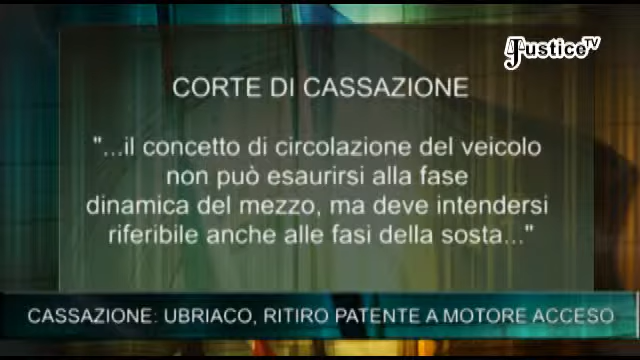 JusticeTV
CORTE DI CASSAZIONE
"...il concetto di circolazione del veicolo
non può esaurirsi alla fase
dinamica del mezzo, ma deve intendersi
riferibile anche alle fasi della sosta..."
CASSAZIONE: UBRIACO, RITIRO PATENTE A MOTORE ACCESO